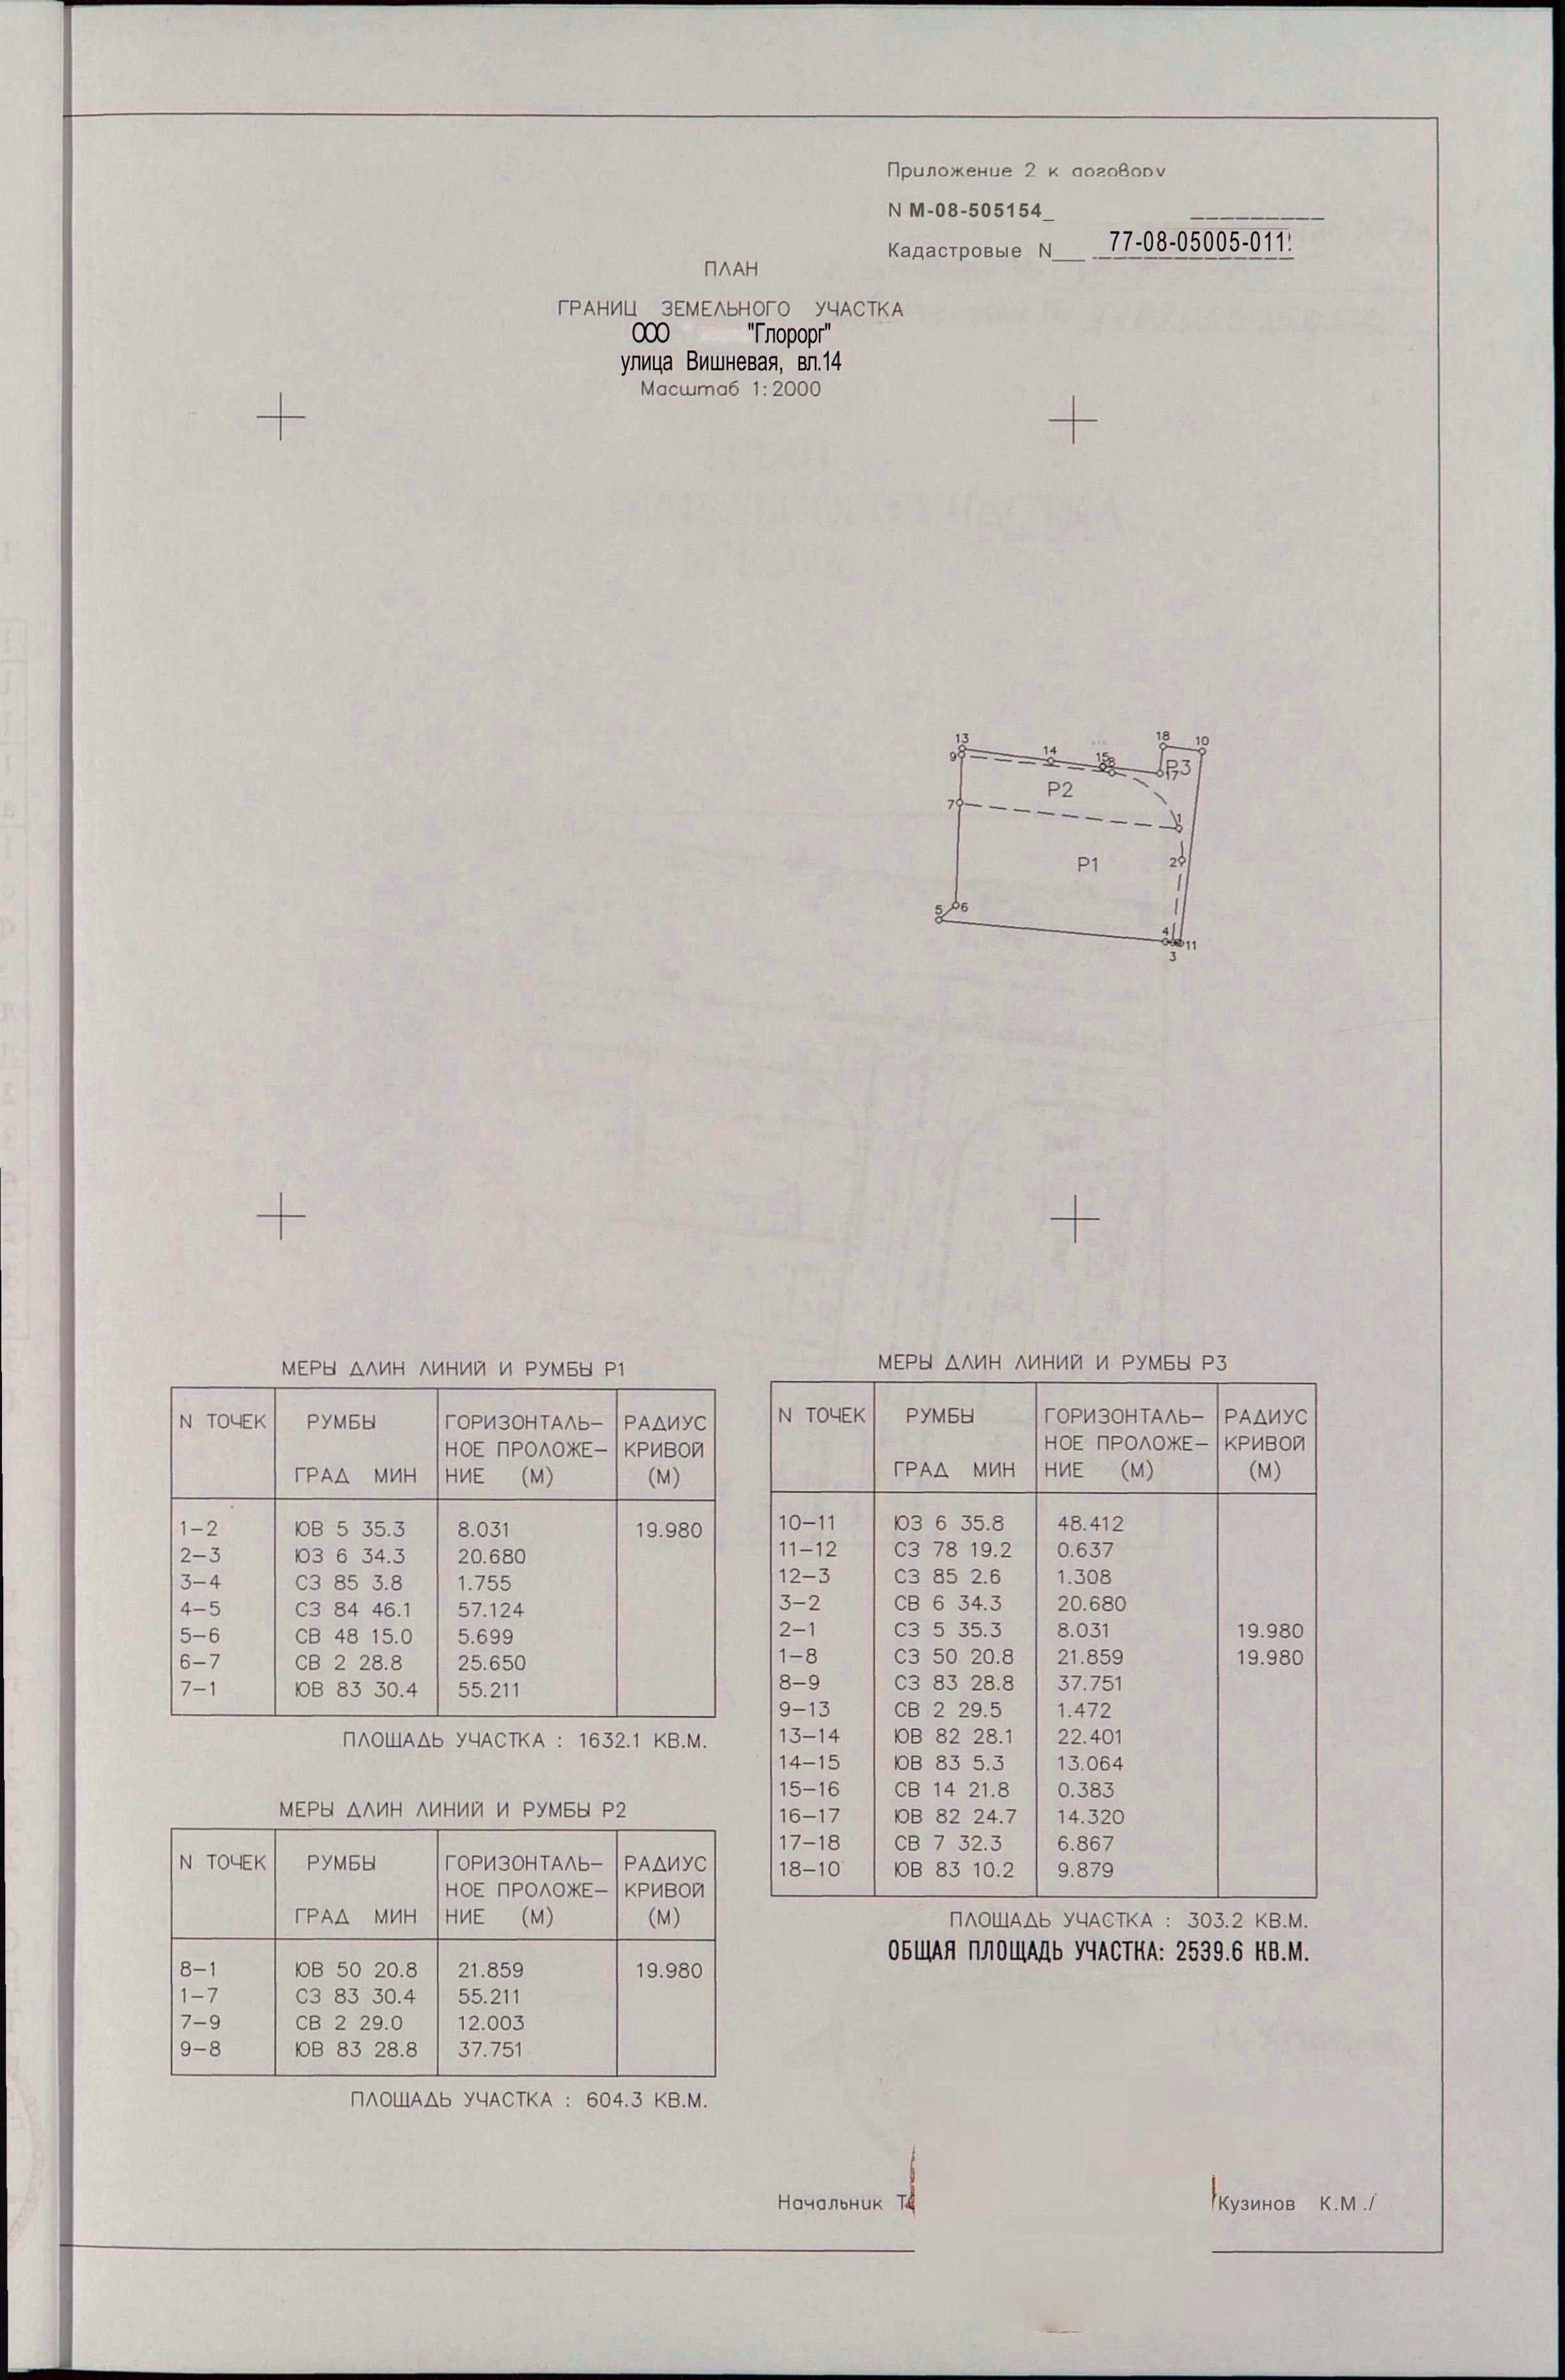 Приложение 2 к договору
N М-08-505154_
Кадастровые N___ 77-08-05005-011
ПЛАН
ГРАНИЦ ЗЕМЕЛЬНОГО УЧАСТКА
ООО "Глорорг"
улица Вишневая, вл.14
Масштаб 1:2000
13
18
10
9
14
15
8
17
Р3
Р2
7
1
Р1
2
5
6
4
11
3
МЕРЫ ДЛИН ЛИНИЙ И РУМБЫ Р1
N ТОЧЕК РУМБЫ ГОРИЗОНТАЛЬ- РАДИУС
НОЕ ПРОЛОЖЕ- КРИВОЙ
ГРАД МИН НИЕ (М) (М)
1-2 ЮВ 5 35.3 8.031 19.980
2-3 ЮЗ 6 34.3 20.680
3-4 СЗ 85 3.8 1.755
4-5 СЗ 84 46.1 57.124
5-6 СВ 48 15.0 5.699
6-7 СВ 2 28.8 25.650
7-1 ЮВ 83 30.4 55.211
ПЛОЩАДЬ УЧАСТКА : 1632.1 КВ.М.
МЕРЫ ДЛИН ЛИНИЙ И РУМБЫ Р2
N ТОЧЕК РУМБЫ ГОРИЗОНТАЛЬ- РАДИУС
НОЕ ПРОЛОЖЕ- КРИВОЙ
ГРАД МИН НИЕ (М) (М)
8-1 ЮВ 50 20.8 21.859 19.980
1-7 СЗ 83 30.4 55.211
7-9 СВ 2 29.0 12.003
9-8 ЮВ 83 28.8 37.751
ПЛОЩАДЬ УЧАСТКА : 604.3 КВ.М.
МЕРЫ ДЛИН ЛИНИЙ И РУМБЫ Р3
N ТОЧЕК РУМБЫ ГОРИЗОНТАЛЬ- РАДИУС
НОЕ ПРОЛОЖЕ- КРИВОЙ
ГРАД МИН НИЕ (М) (М)
10-11 ЮЗ 6 35.8 48.412
11-12 СЗ 78 19.2 0.637
12-3 СЗ 85 2.6 1.308
3-2 СВ 6 34.3 20.680
2-1 СЗ 5 35.3 8.031 19.980
1-8 СЗ 50 20.8 21.859 19.980
8-9 СЗ 83 28.8 37.751
9-13 СВ 2 29.5 1.472
13-14 ЮВ 82 28.1 22.401
14-15 ЮВ 83 5.3 13.064
15-16 СВ 14 21.8 0.383
16-17 ЮВ 82 24.7 14.320
17-18 СВ 7 32.3 6.867
18-10 ЮВ 83 10.2 9.879
ПЛОЩАДЬ УЧАСТКА : 303.2 КВ.М.
ОБЩАЯ ПЛОЩАДЬ УЧАСТКА: 2539.6 КВ.М.
Начальник Кузинов К.М./